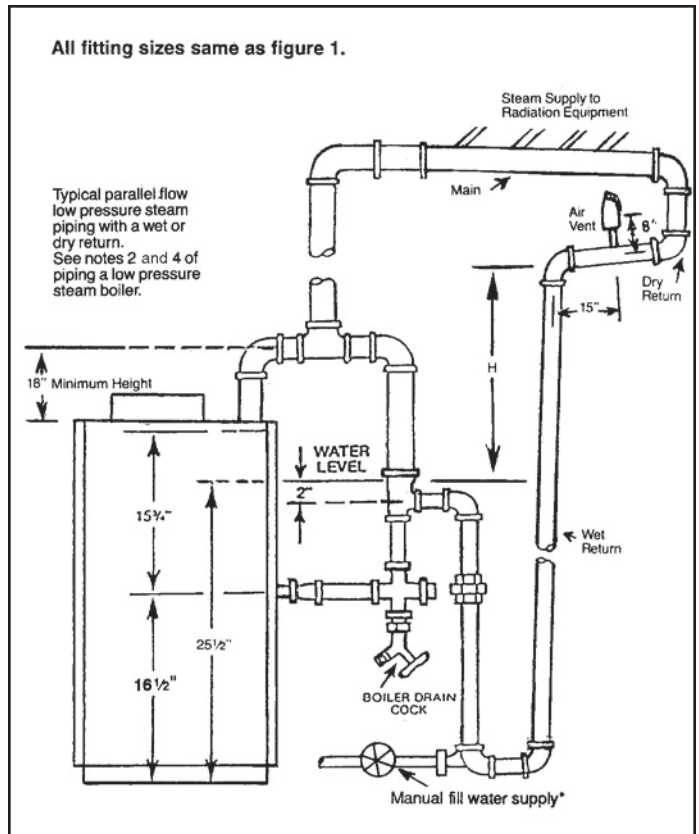 All fitting sizes same as figure 1.
Steam Supply to
Radiation Equipment
Main
Typical parallel flow
low pressure steam
piping with a wet or
dry return.
See notes 2 and 4 of
piping a low pressure
steam boiler.
Air
Vent
6"
Dry
Return
15"
H
18" Minimum Height
WATER
LEVEL
2"
15¾"
25½"
16½"
Wet
Return
BOILER DRAIN
COCK
Manual fill water supply*